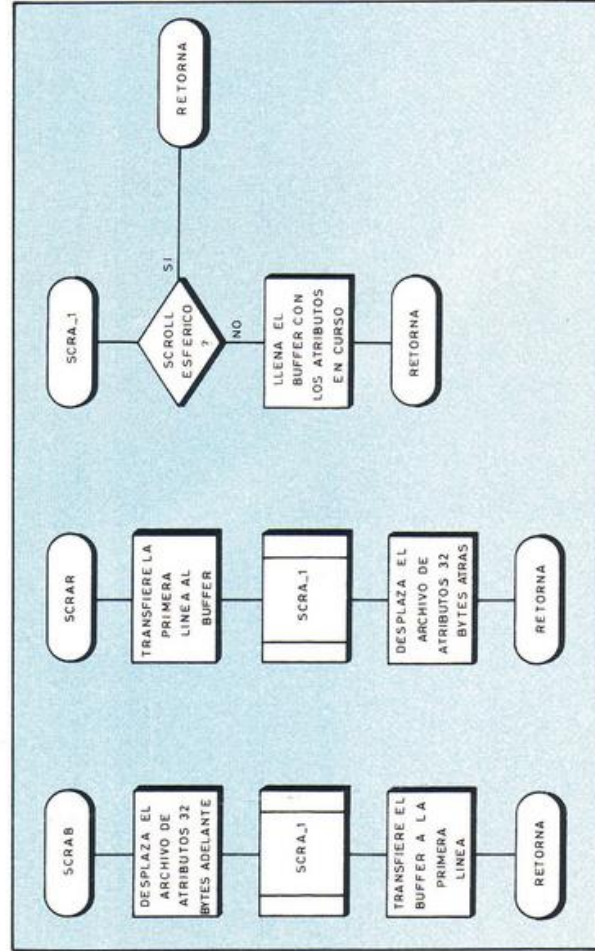 SCRAB
DESPLAZA EL
ARCHIVO DE
ATRIBUTOS 32
BYTES ADELANTE
SCRA_1
TRANSFIERE EL
BUFFER A LA
PRIMERA
LINEA
RETORNA
SCRAR
TRANSFIERE LA
PRIMERA
LINEA AL
BUFFER
SCRA_1
DESPLAZA EL
ARCHIVO DE
ATRIBUTOS 32
BYTES ATRAS
RETORNA
SCRA_1
SCROLL
ESFERICO
?
SI
RETORNA
NO
LLENA EL
BUFFER CON
LOS ATRIBUTOS
EN CURSO
RETORNA